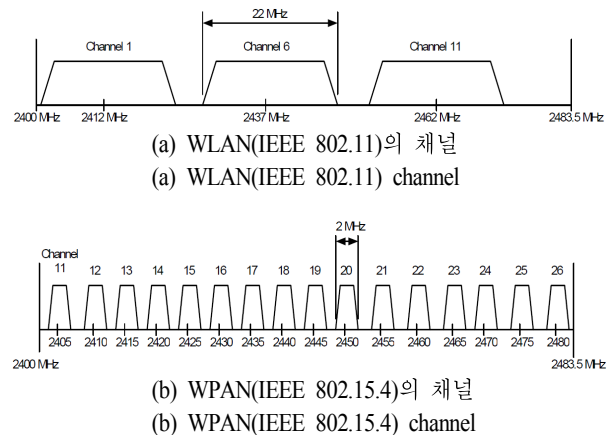 22 MHz
Channel 1 Channel 6 Channel 11
2400 MHz 2412 MHz 2437 MHz 2462 MHz 2483.5 MHz
(a) WLAN(IEEE 802.11)의 채널
(a) WLAN(IEEE 802.11) channel
2 MHz
Channel
11 12 13 14 15 16 17 18 19 20 21 22 23 24 25 26
2405 2410 2415 2420 2425 2430 2435 2440 2445 2450 2455 2460 2465 2470 2475 2480
2400 MHz 2483.5 MHz
(b) WPAN(IEEE 802.15.4)의 채널
(b) WPAN(IEEE 802.15.4) channel